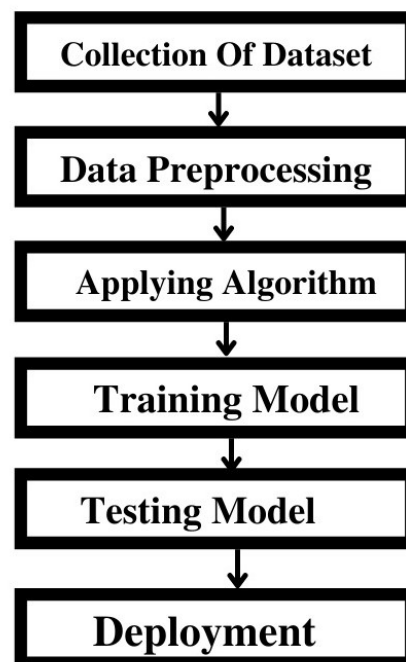 Collection Of Dataset
Data Preprocessing
Applying Algorithm
Training Model
Testing Model
Deployment